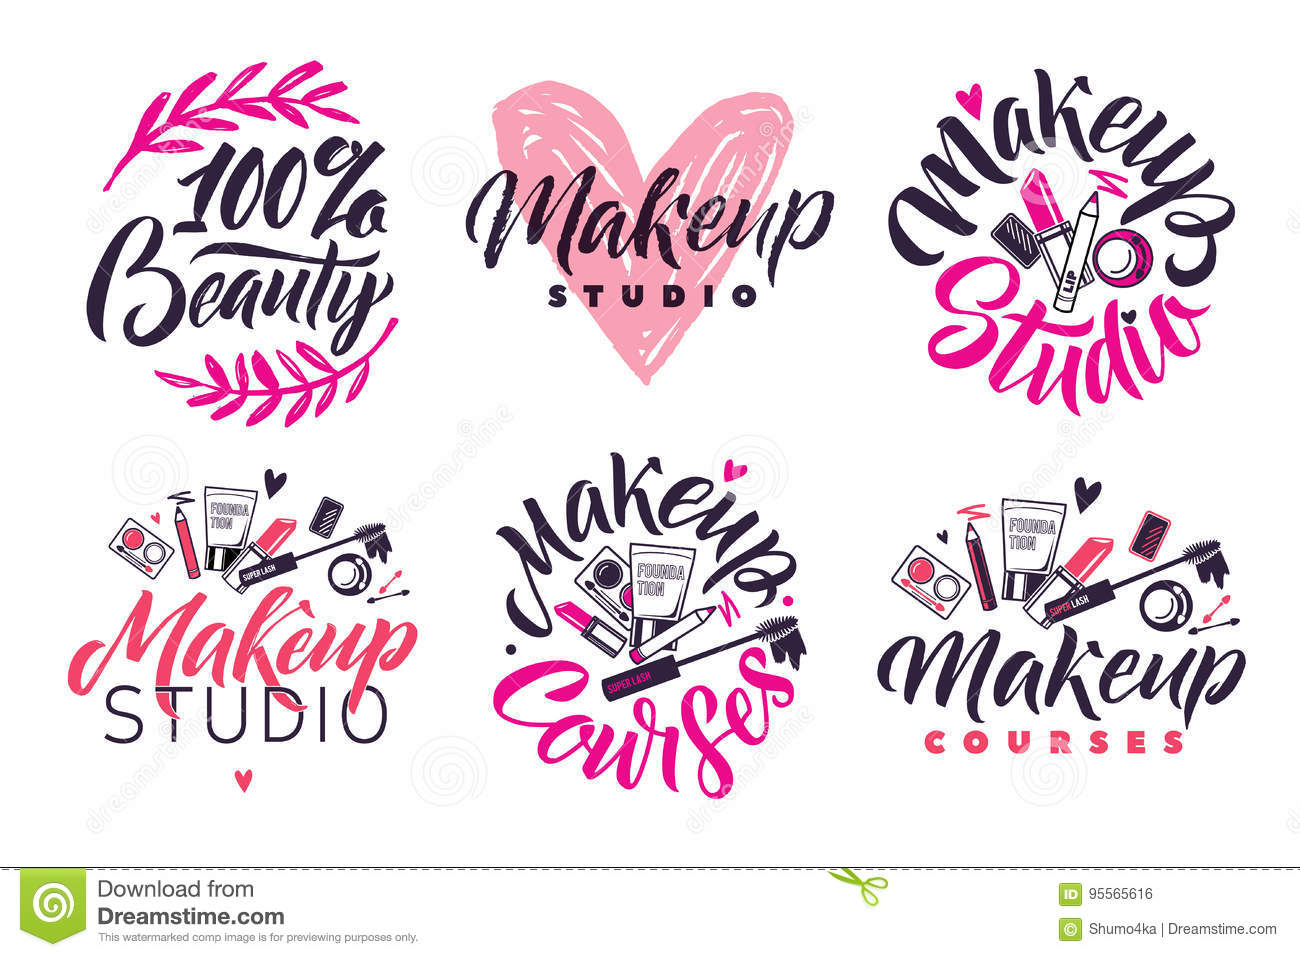 100%
Beauty
Makeup
STUDIO
Makeup
LIP
Studio
FOUNDA
TION
SUPER LASH
Makeup
STUDIO
Makeup
FOUNDA
TION
SUPER LASH
Courses
FOUNDA
TION
SUPER LASH
Makeup
COURSES
dreamstime
Download from
Dreamstime.com
This watermarked comp image is for previewing purposes only.
ID 95565616
© Shumo4ka | Dreamstime.com